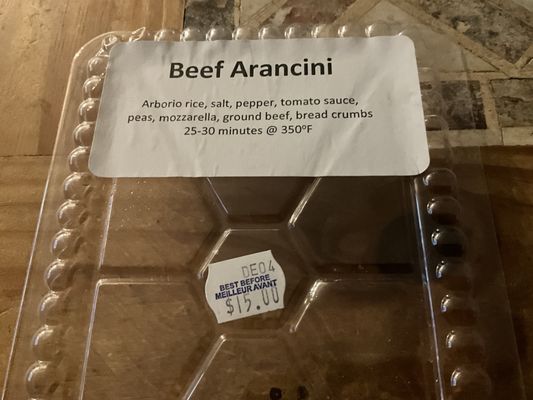 Beef Arancini
Arborio rice, salt, pepper, tomato sauce,
peas, mozzarella, ground beef, bread crumbs
25-30 minutes @ 350°F
DE04
BEST BEFORE
MEILLEUR AVANT
$15.00